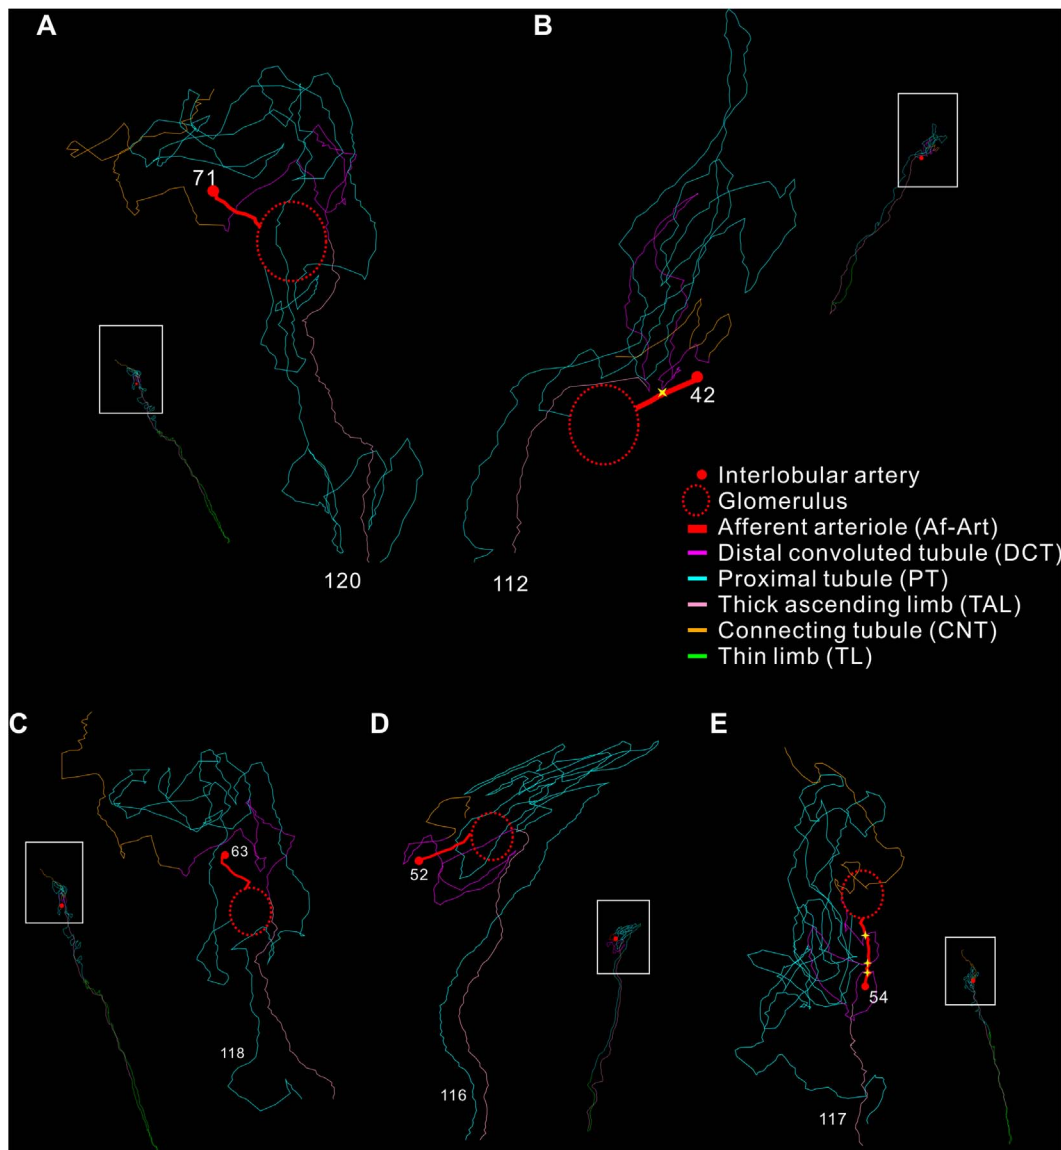 A
B
71
42
120
112
Interlobular artery
Glomerulus
Afferent arteriole (Af-Art)
Distal convoluted tubule (DCT)
Proximal tubule (PT)
Thick ascending limb (TAL)
Connecting tubule (CNT)
Thin limb (TL)
C
D
E
63
52
54
118
116
117